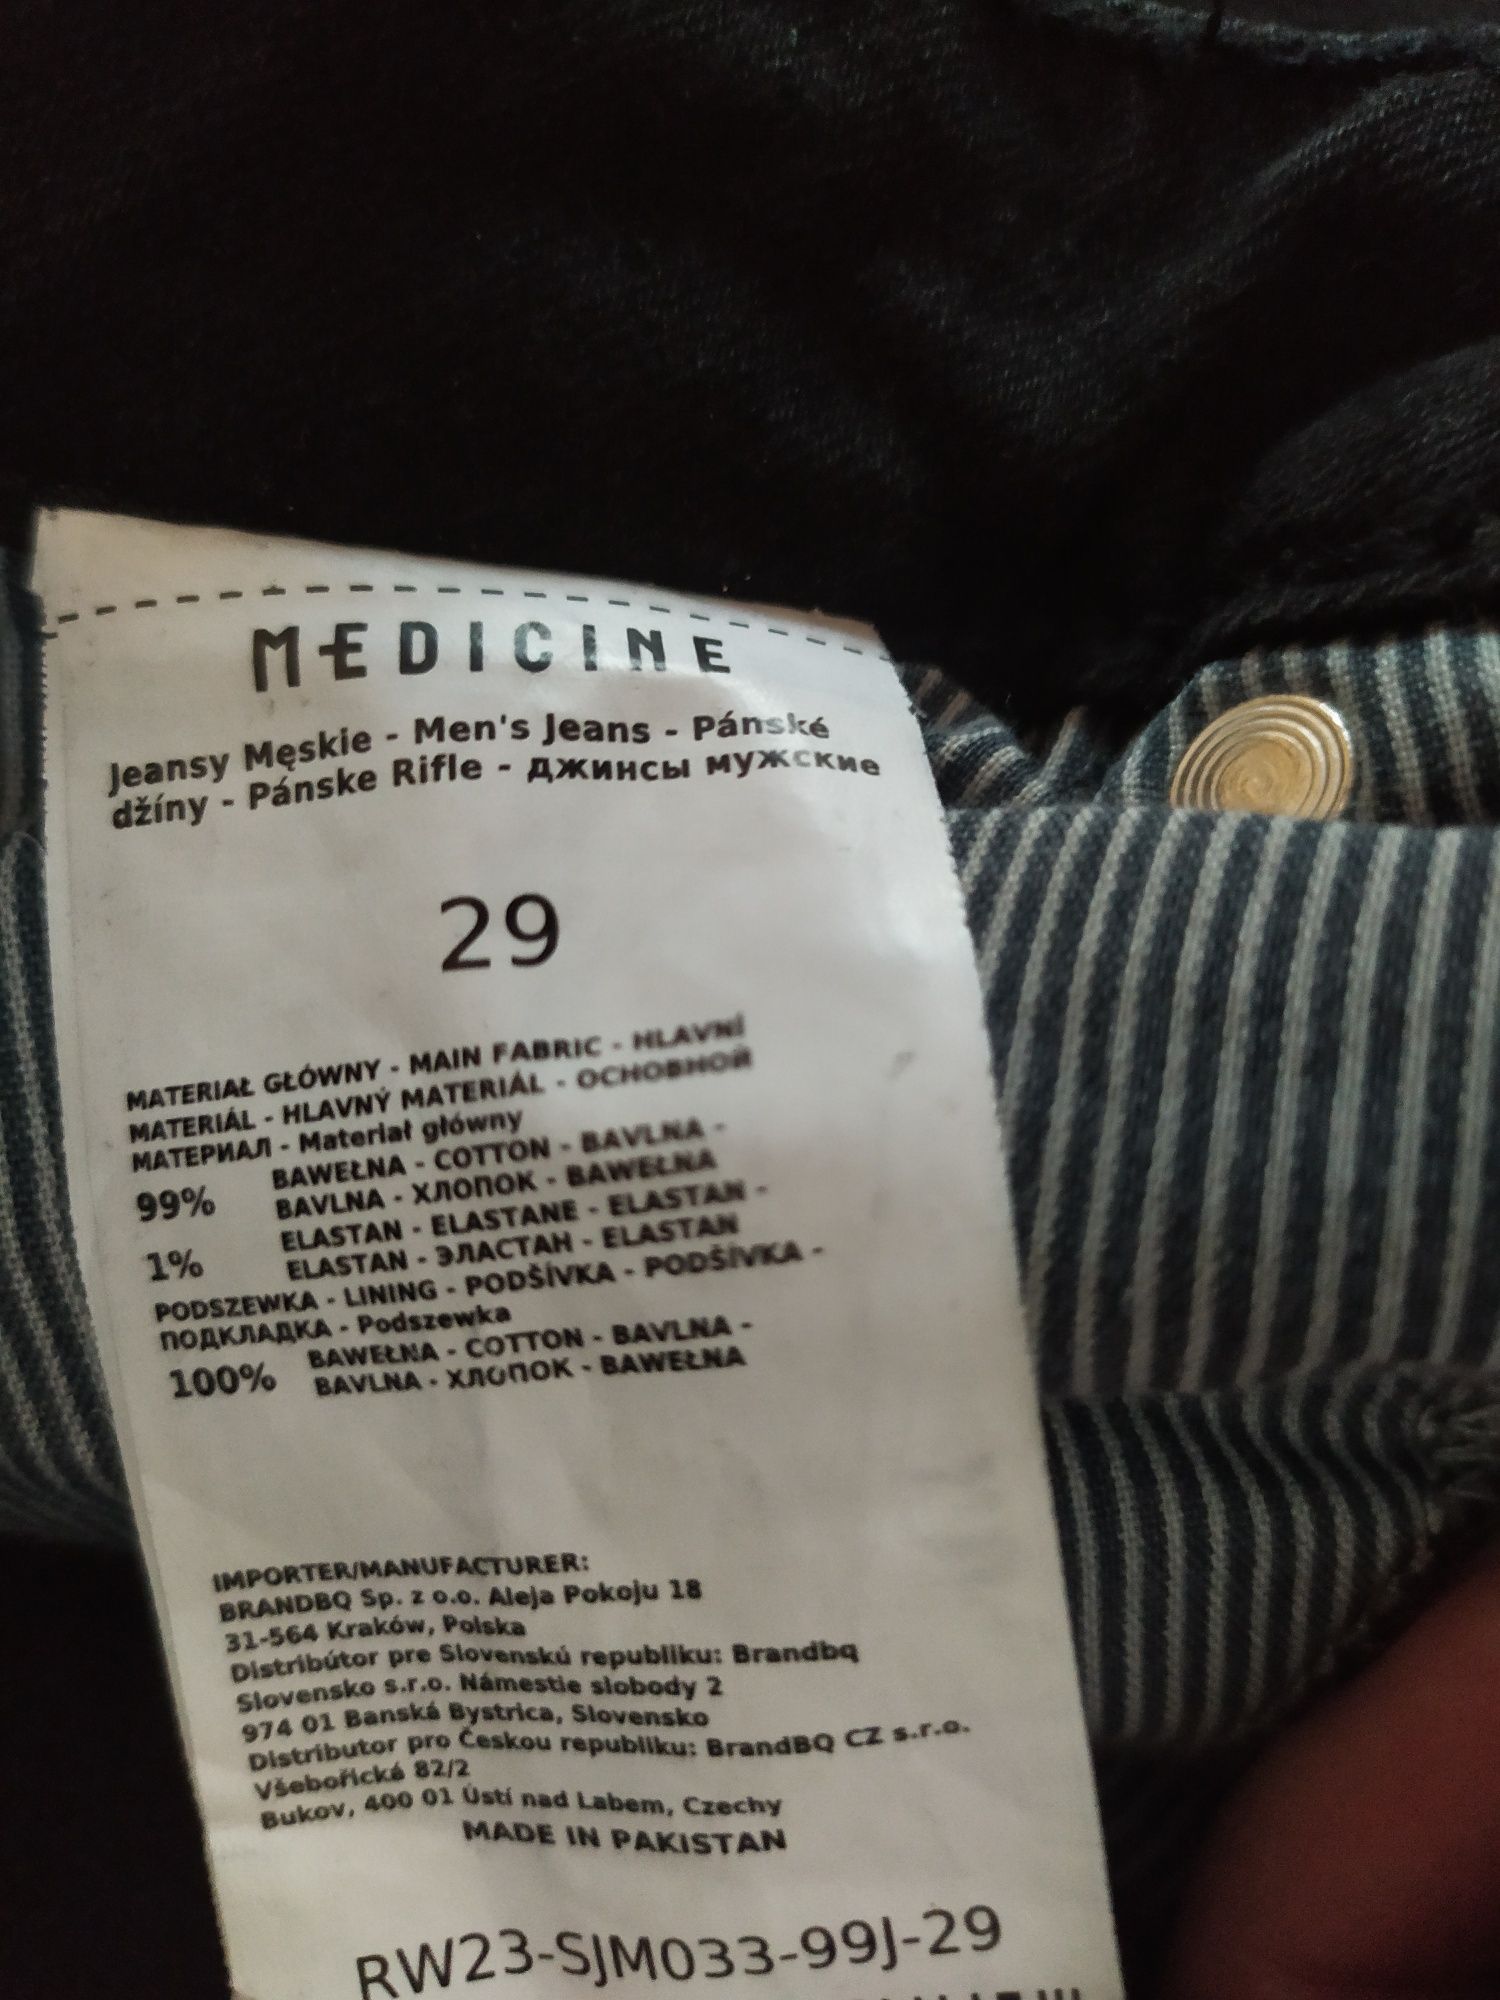 MEDICINE
Jeansy Męskie - Men's Jeans - Pánské
džíny - Pánske Rifle - джинсы мужские
29
MATERIAŁ GŁÓWNY - MAIN FABRIC - HLAVNÍ
MATERIÁL - HLAVNÝ MATERIÁL - ОСНОВНОЙ
МАТЕРИАЛ - Materiał główny
99% BAWEŁNA - COTTON - BAVLNA -
BAVLNA - ХЛОПОК - BAWEŁNA
1% ELASTAN - ELASTANE - ELASTAN -
ELASTAN - ЭЛАСТАН - ELASTAN
PODSZEWKA - LINING - PODŠÍVKA - PODŠÍVKA -
ПОДКЛАДКА - Podszewka
100% BAWEŁNA - COTTON - BAVLNA -
BAVLNA - ХЛОПОК - BAWEŁNA
IMPORTER/MANUFACTURER:
BRANDBQ Sp. z o.o. Aleja Pokoju 18
31-564 Kraków, Polska
Distribútor pre Slovenskú republiku: Brandbq
Slovensko s.r.o. Námestie slobody 2
974 01 Banská Bystrica, Slovensko
Distributor pro Českou republiku: BrandBQ CZ s.r.o.
Všebořická 82/2
Bukov, 400 01 Ústí nad Labem, Czechy
MADE IN PAKISTAN
RW23-SJM033-99J-29